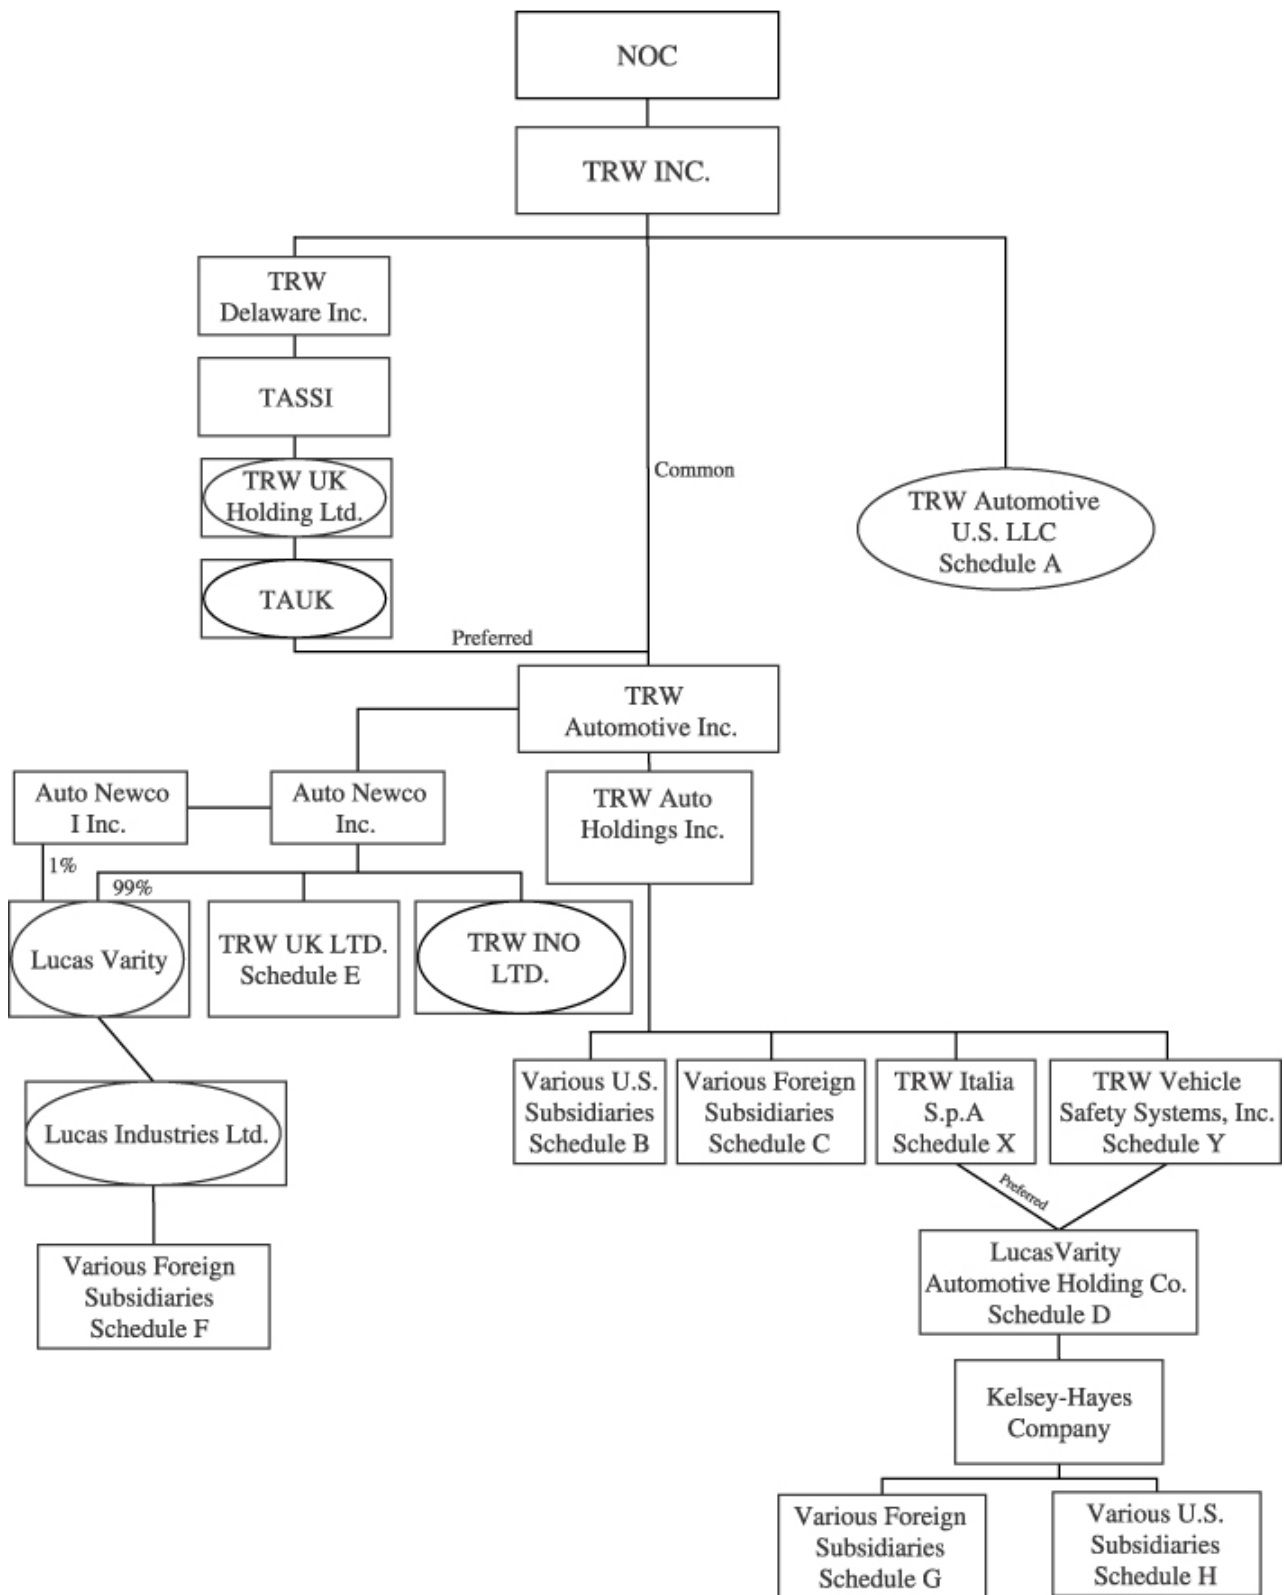 NOC
TRW INC.
TRW
Delaware Inc.
TASSI
TRW UK
Holding Ltd.
Common
TRW Automotive
U.S. LLC
Schedule A
TAUK
Preferred
TRW
Automotive Inc.
Auto Newco
I Inc.
Auto Newco
Inc.
TRW Auto
Holdings Inc.
1%
99%
Lucas Varity
TRW UK LTD.
Schedule E
TRW INO
LTD.
Various U.S.
Subsidiaries
Schedule B
Various Foreign
Subsidiaries
Schedule C
TRW Italia
S.p.A
Schedule X
TRW Vehicle
Safety Systems, Inc.
Schedule Y
Lucas Industries Ltd.
Preferred
Various Foreign
Subsidiaries
Schedule F
LucasVarity
Automotive Holding Co.
Schedule D
Kelsey-Hayes
Company
Various Foreign
Subsidiaries
Schedule G
Various U.S.
Subsidiaries
Schedule H